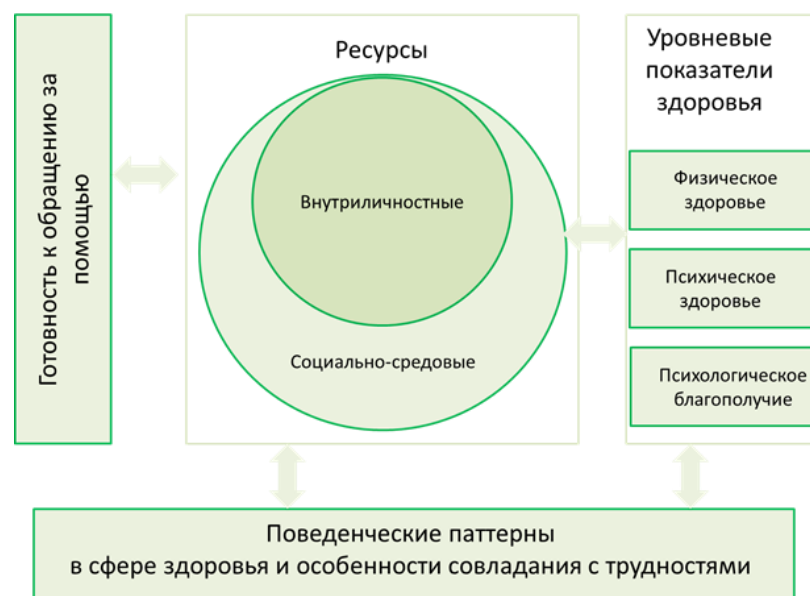 Готовность к обращению за
помощью
Ресурсы
Внутриличностные
Социально-средовые
Уровневые
показатели
здоровья
Физическое
здоровье
Психическое
здоровье
Психологическое
благополучие
Поведенческие паттерны
в сфере здоровья и особенности совладания с трудностями